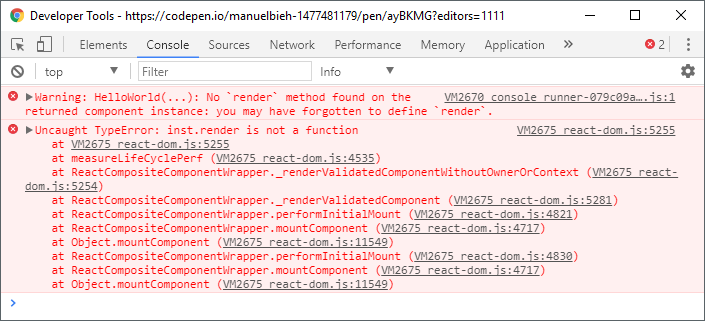 Developer Tools - https://codepen.io/manuelbieh-1477481179/pen/ayBKMG?editors=1111
Elements Console Sources Network Performance Memory Application » 2
top Filter Info
Warning: HelloWorld(...): No `render` method found on the VM2670 console_runner-079c09a….js:1
returned component instance: you may have forgotten to define `render`.
Uncaught TypeError: inst.render is not a function VM2675 react-dom.js:5255
at VM2675 react-dom.js:5255
at measureLifeCyclePerf (VM2675 react-dom.js:4535)
at ReactCompositeComponentWrapper._renderValidatedComponentWithoutOwnerOrContext (VM2675 react-
dom.js:5254)
at ReactCompositeComponentWrapper._renderValidatedComponent (VM2675 react-dom.js:5281)
at ReactCompositeComponentWrapper.performInitialMount (VM2675 react-dom.js:4821)
at ReactCompositeComponentWrapper.mountComponent (VM2675 react-dom.js:4717)
at Object.mountComponent (VM2675 react-dom.js:11549)
at ReactCompositeComponentWrapper.performInitialMount (VM2675 react-dom.js:4830)
at ReactCompositeComponentWrapper.mountComponent (VM2675 react-dom.js:4717)
at Object.mountComponent (VM2675 react-dom.js:11549)